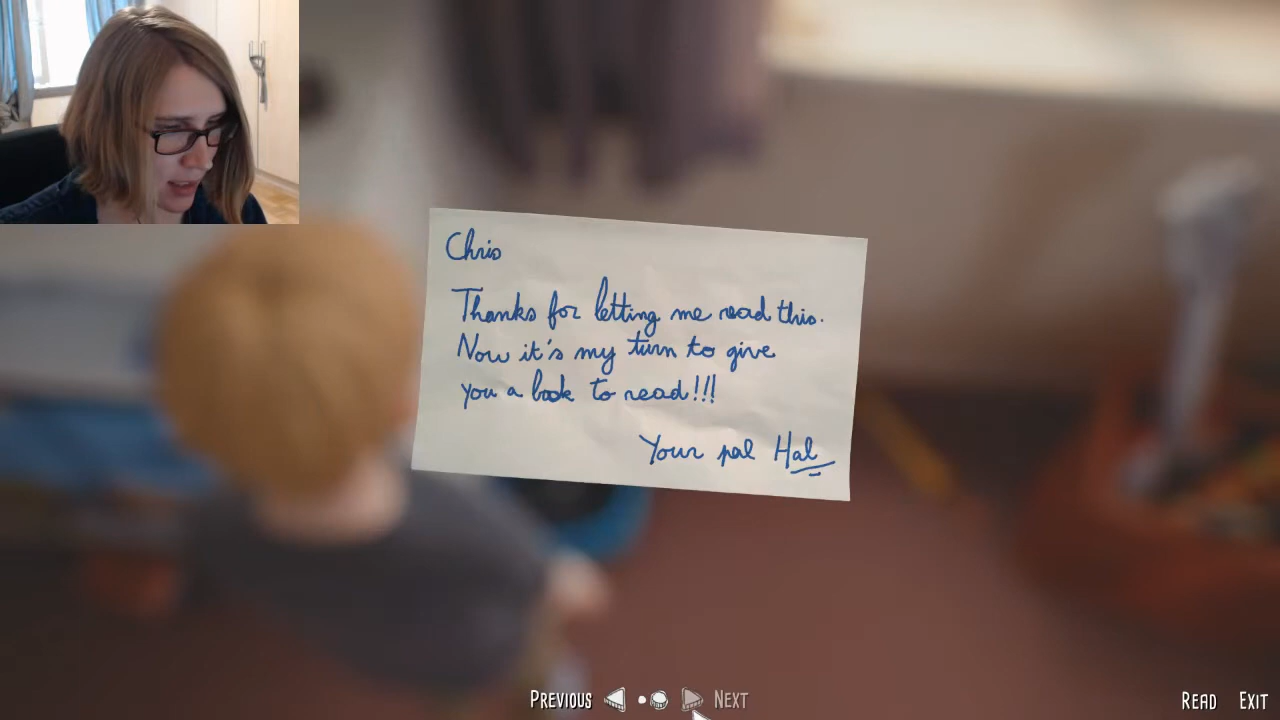 Chris
Thanks for letting me read this.
Now it's my turn to give
you a book to read!!!
Your pal Hal
PREVIOUS
NEXT
READ
EXIT